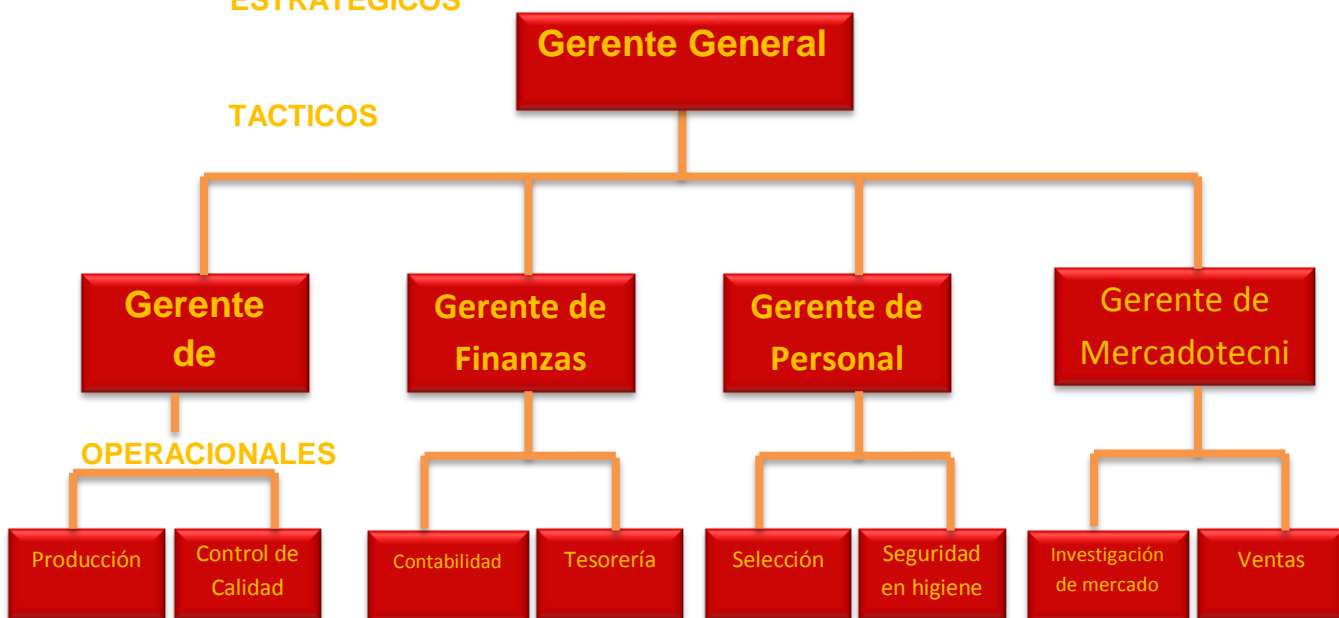 ESTRATEGICOS
Gerente General
TACTICOS
Gerente
de
Gerente de
Finanzas
Gerente de
Personal
Gerente de
Mercadotecni
OPERACIONALES
Producción
Control de
Calidad
Contabilidad
Tesorería
Selección
Seguridad
en higiene
Investigación
de mercado
Ventas